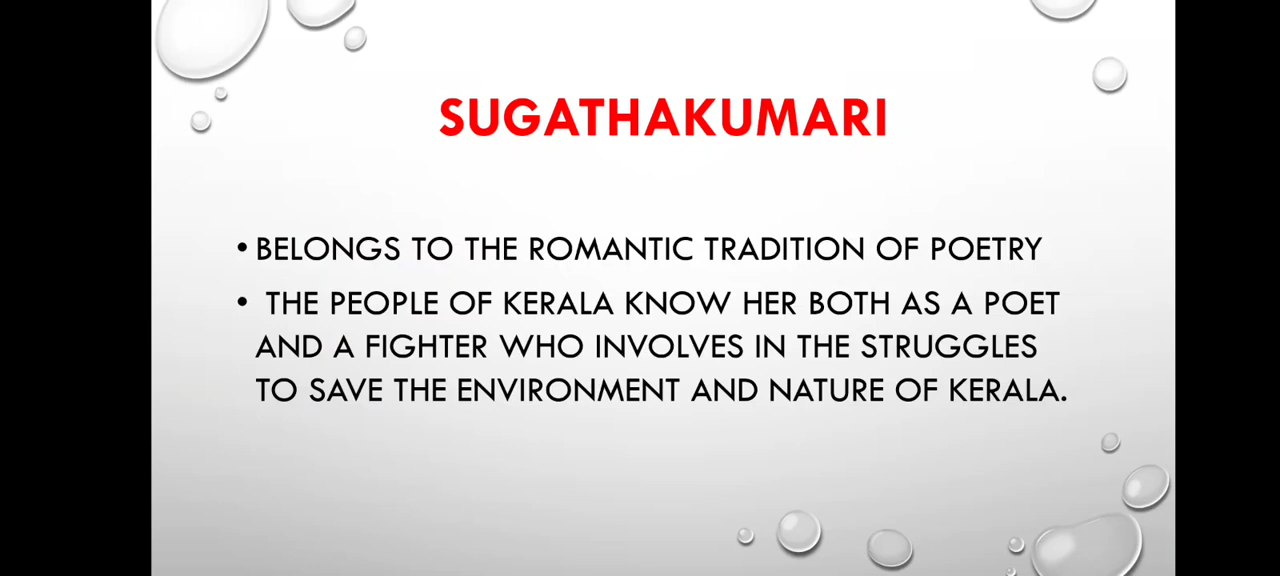 SUGATHAKUMARI
• BELONGS TO THE ROMANTIC TRADITION OF POETRY
• THE PEOPLE OF KERALA KNOW HER BOTH AS A POET
AND A FIGHTER WHO INVOLVES IN THE STRUGGLES
TO SAVE THE ENVIRONMENT AND NATURE OF KERALA.